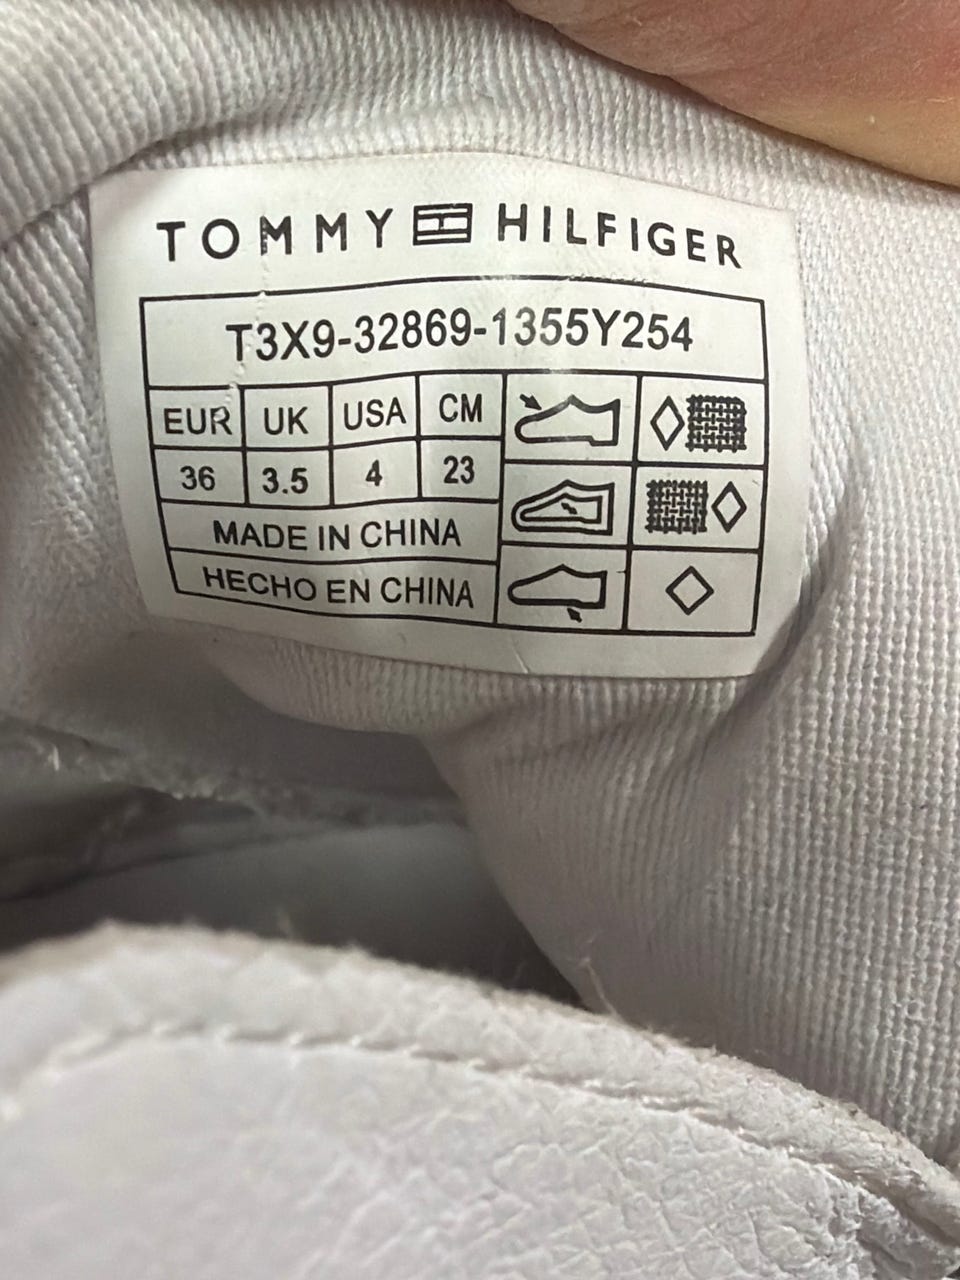 TOMMY HILFIGER
T3X9-32869-1355Y254
EUR UK USA CM
36 3.5 4 23
MADE IN CHINA
HECHO EN CHINA